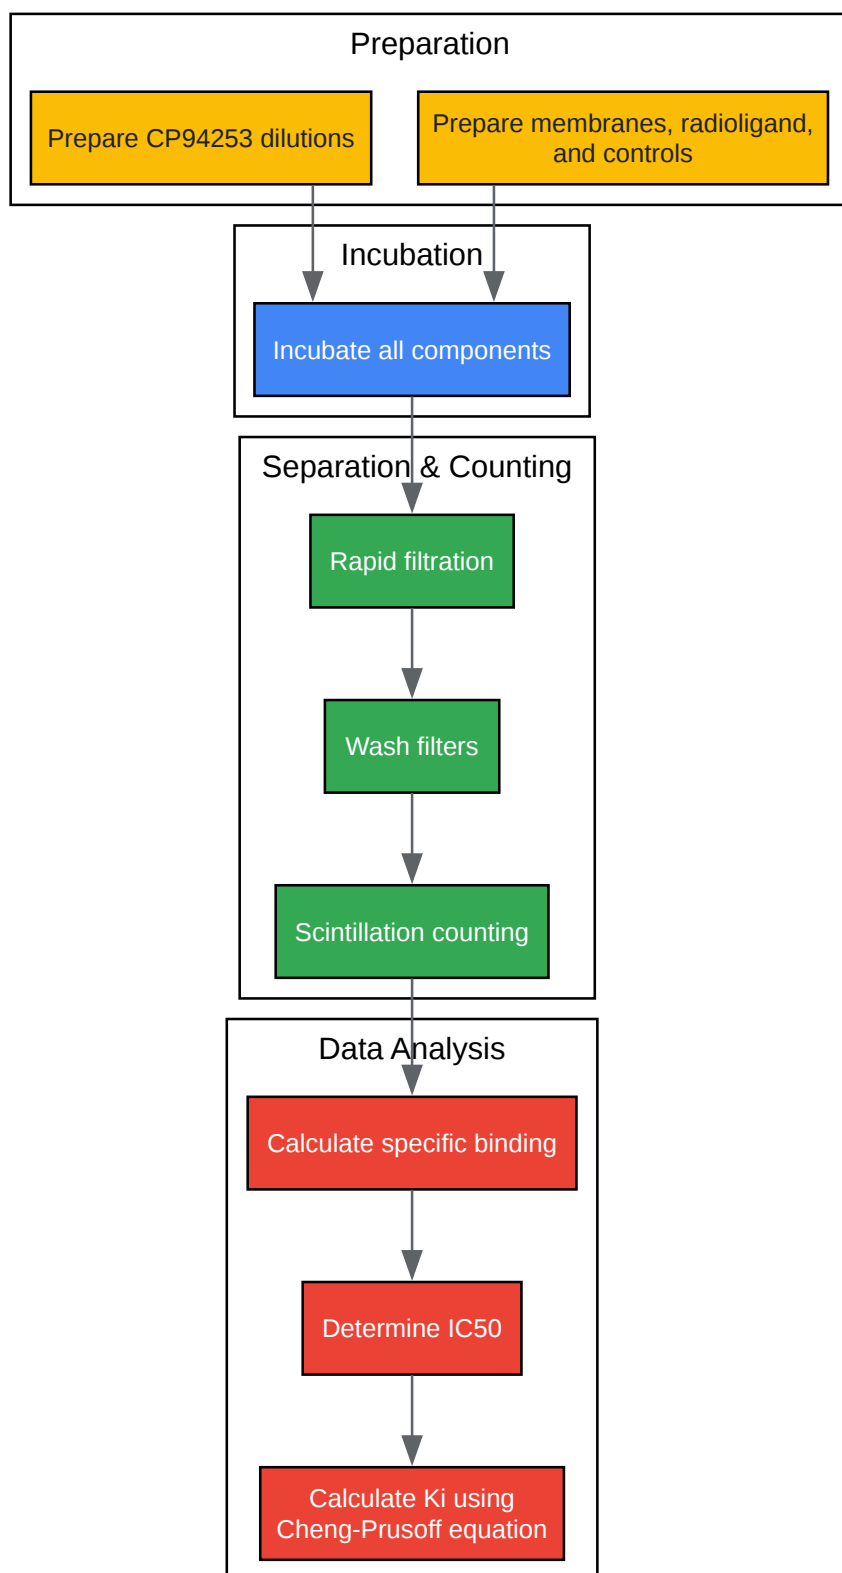 Preparation
Prepare CP94253 dilutions
Prepare membranes, radioligand,
and controls
Incubation
Incubate all components
Separation & Counting
Rapid filtration
Wash filters
Scintillation counting
Data Analysis
Calculate specific binding
Determine IC50
Calculate Ki using
Cheng-Prusoff equation